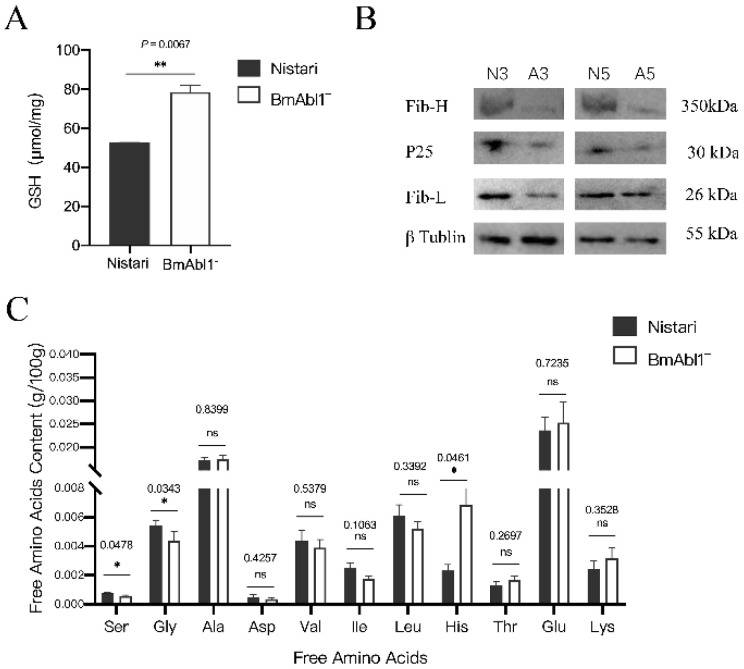 A
P = 0.0067
**
GSH (μmol/mg)
100
80
60
40
20
0
Nistari
BmAbl1⁻
Nistari
BmAbl1⁻
B
N3 A3 N5 A5
Fib-H 350kDa
P25 30 kDa
Fib-L 26 kDa
β Tublin 55 kDa
C
Nistari
BmAbl1⁻
Free Amino Acids Content (g/100g)
0.040
0.035
0.030
0.025
0.020
0.008
0.006
0.004
0.002
0.000
0.0478
*
0.0343
*
0.8399
ns
0.4257
ns
0.5379
ns
0.1063
ns
0.3392
ns
0.0461
*
0.2697
ns
0.7235
ns
0.3528
ns
Ser Gly Ala Asp Val Ile Leu His Thr Glu Lys
Free Amino Acids